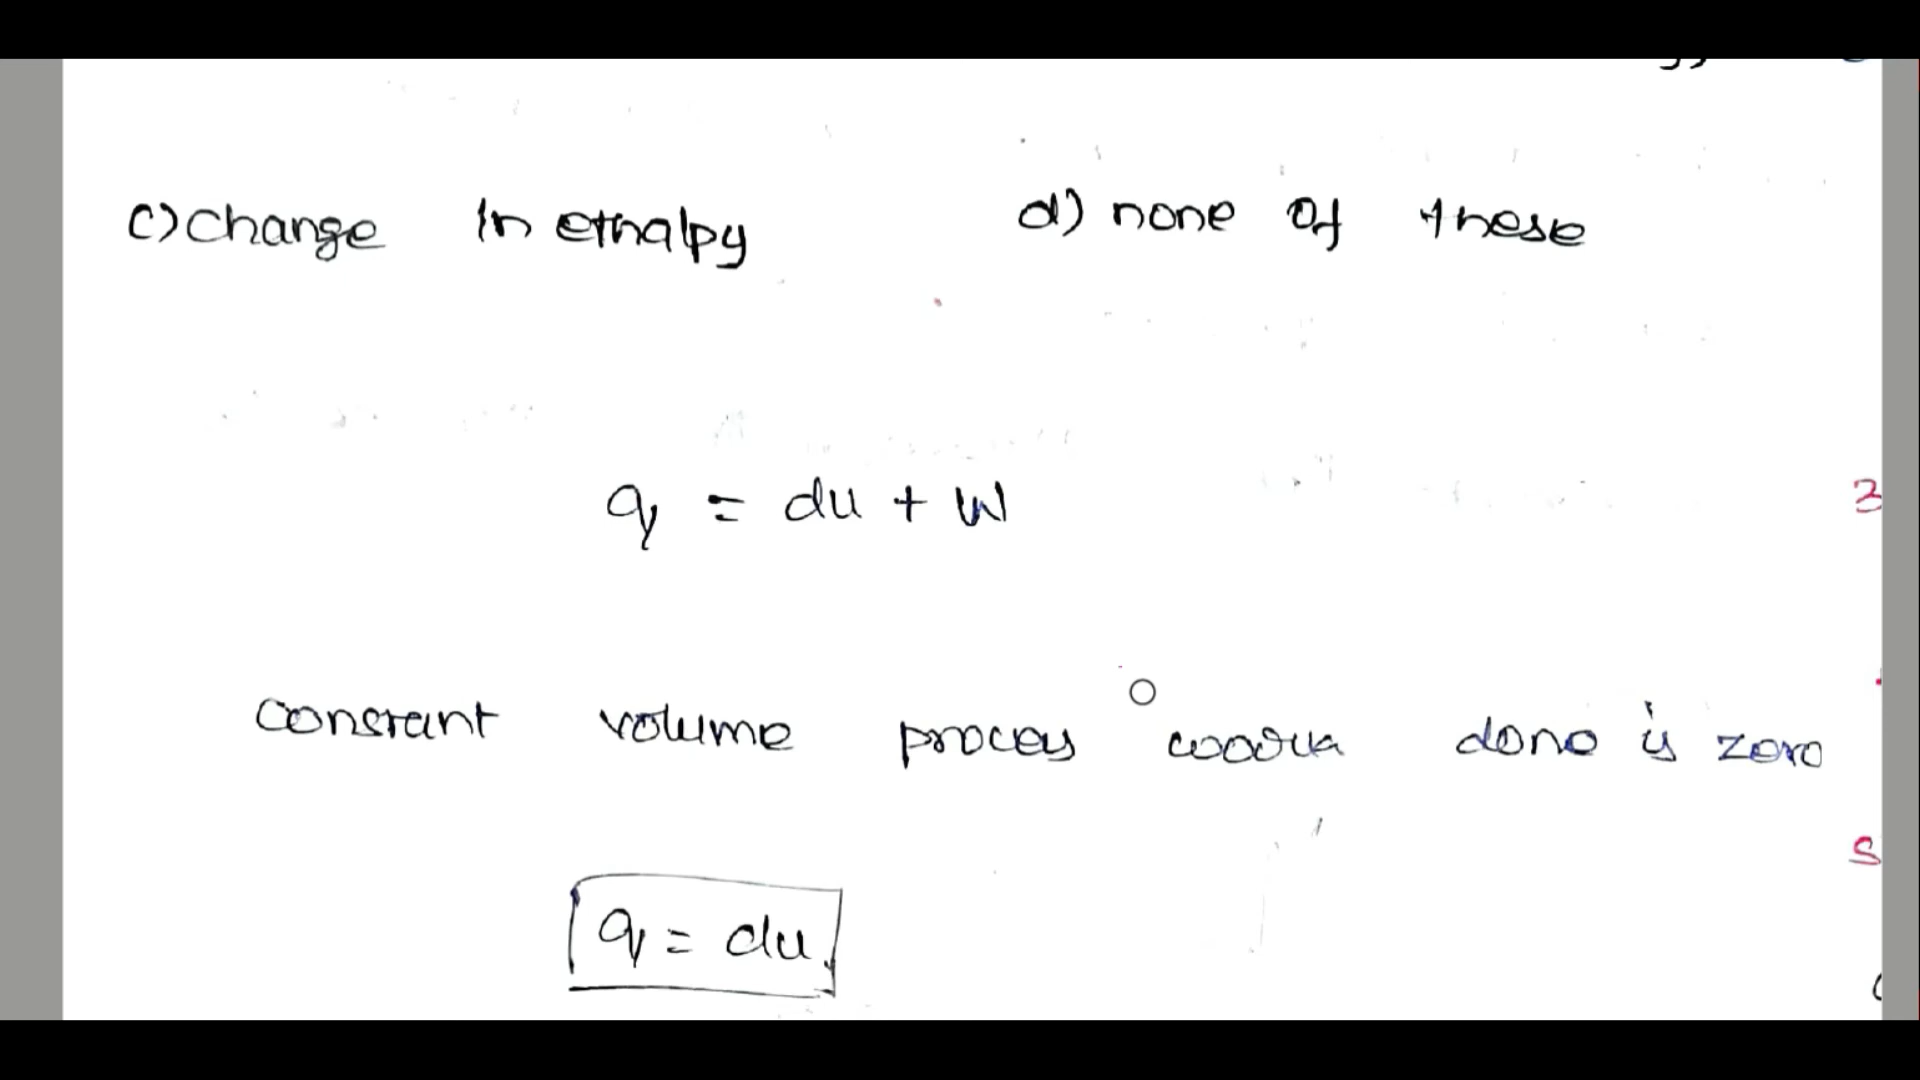 c) change in ethalpy d) none of these
q = du + W
constant volume process work done is zero
q = du